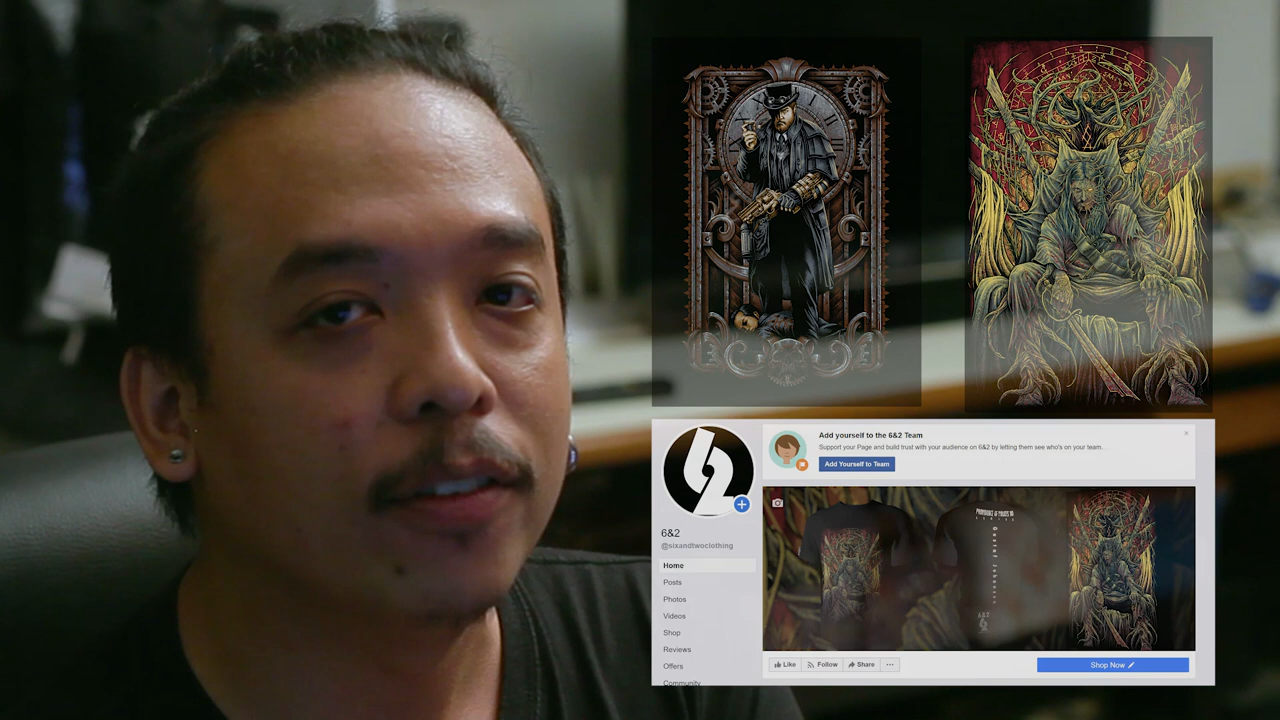 6&2
@sixandtwoclothing
Home
Posts
Photos
Videos
Shop
Reviews
Offers
Community
Add yourself to the 6&2 Team
Support your Page and build trust with your audience on 6&2 by letting them see who's on your team.
Add Yourself to Team
×
62
Like
Follow
Share
...
Shop Now